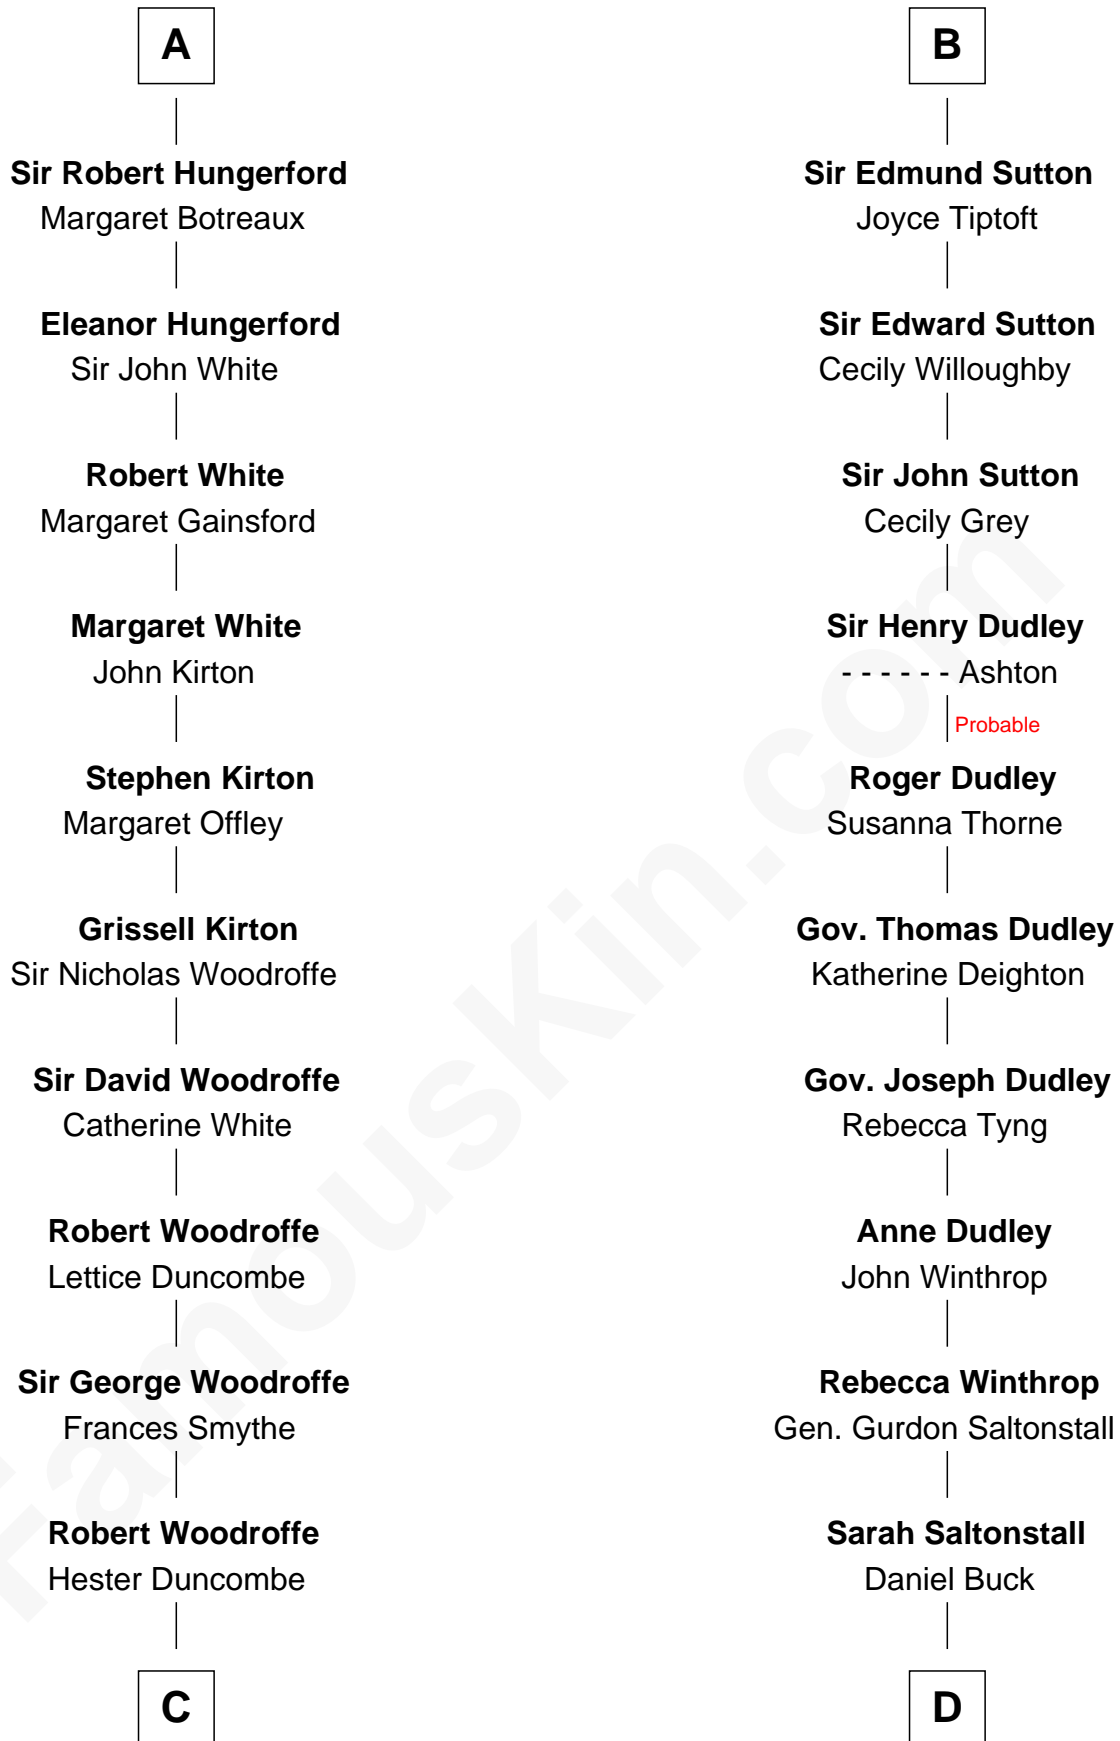 A
Sir Robert Hungerford
Margaret Botreaux
Eleanor Hungerford
Sir John White
Robert White
Margaret Gainsford
Margaret White
John Kirton
Stephen Kirton
Margaret Offley
Grissell Kirton
Sir Nicholas Woodroffe
Sir David Woodroffe
Catherine White
Robert Woodroffe
Lettice Duncombe
Sir George Woodroffe
Frances Smythe
Robert Woodroffe
Hester Duncombe
C
B
Sir Edmund Sutton
Joyce Tiptoft
Sir Edward Sutton
Cecily Willoughby
Sir John Sutton
Cecily Grey
Sir Henry Dudley
- - - - - - Ashton
Probable
Roger Dudley
Susanna Thorne
Gov. Thomas Dudley
Katherine Deighton
Gov. Joseph Dudley
Rebecca Tyng
Anne Dudley
John Winthrop
Rebecca Winthrop
Gen. Gurdon Saltonstall
Sarah Saltonstall
Daniel Buck
D
FamousKin.com